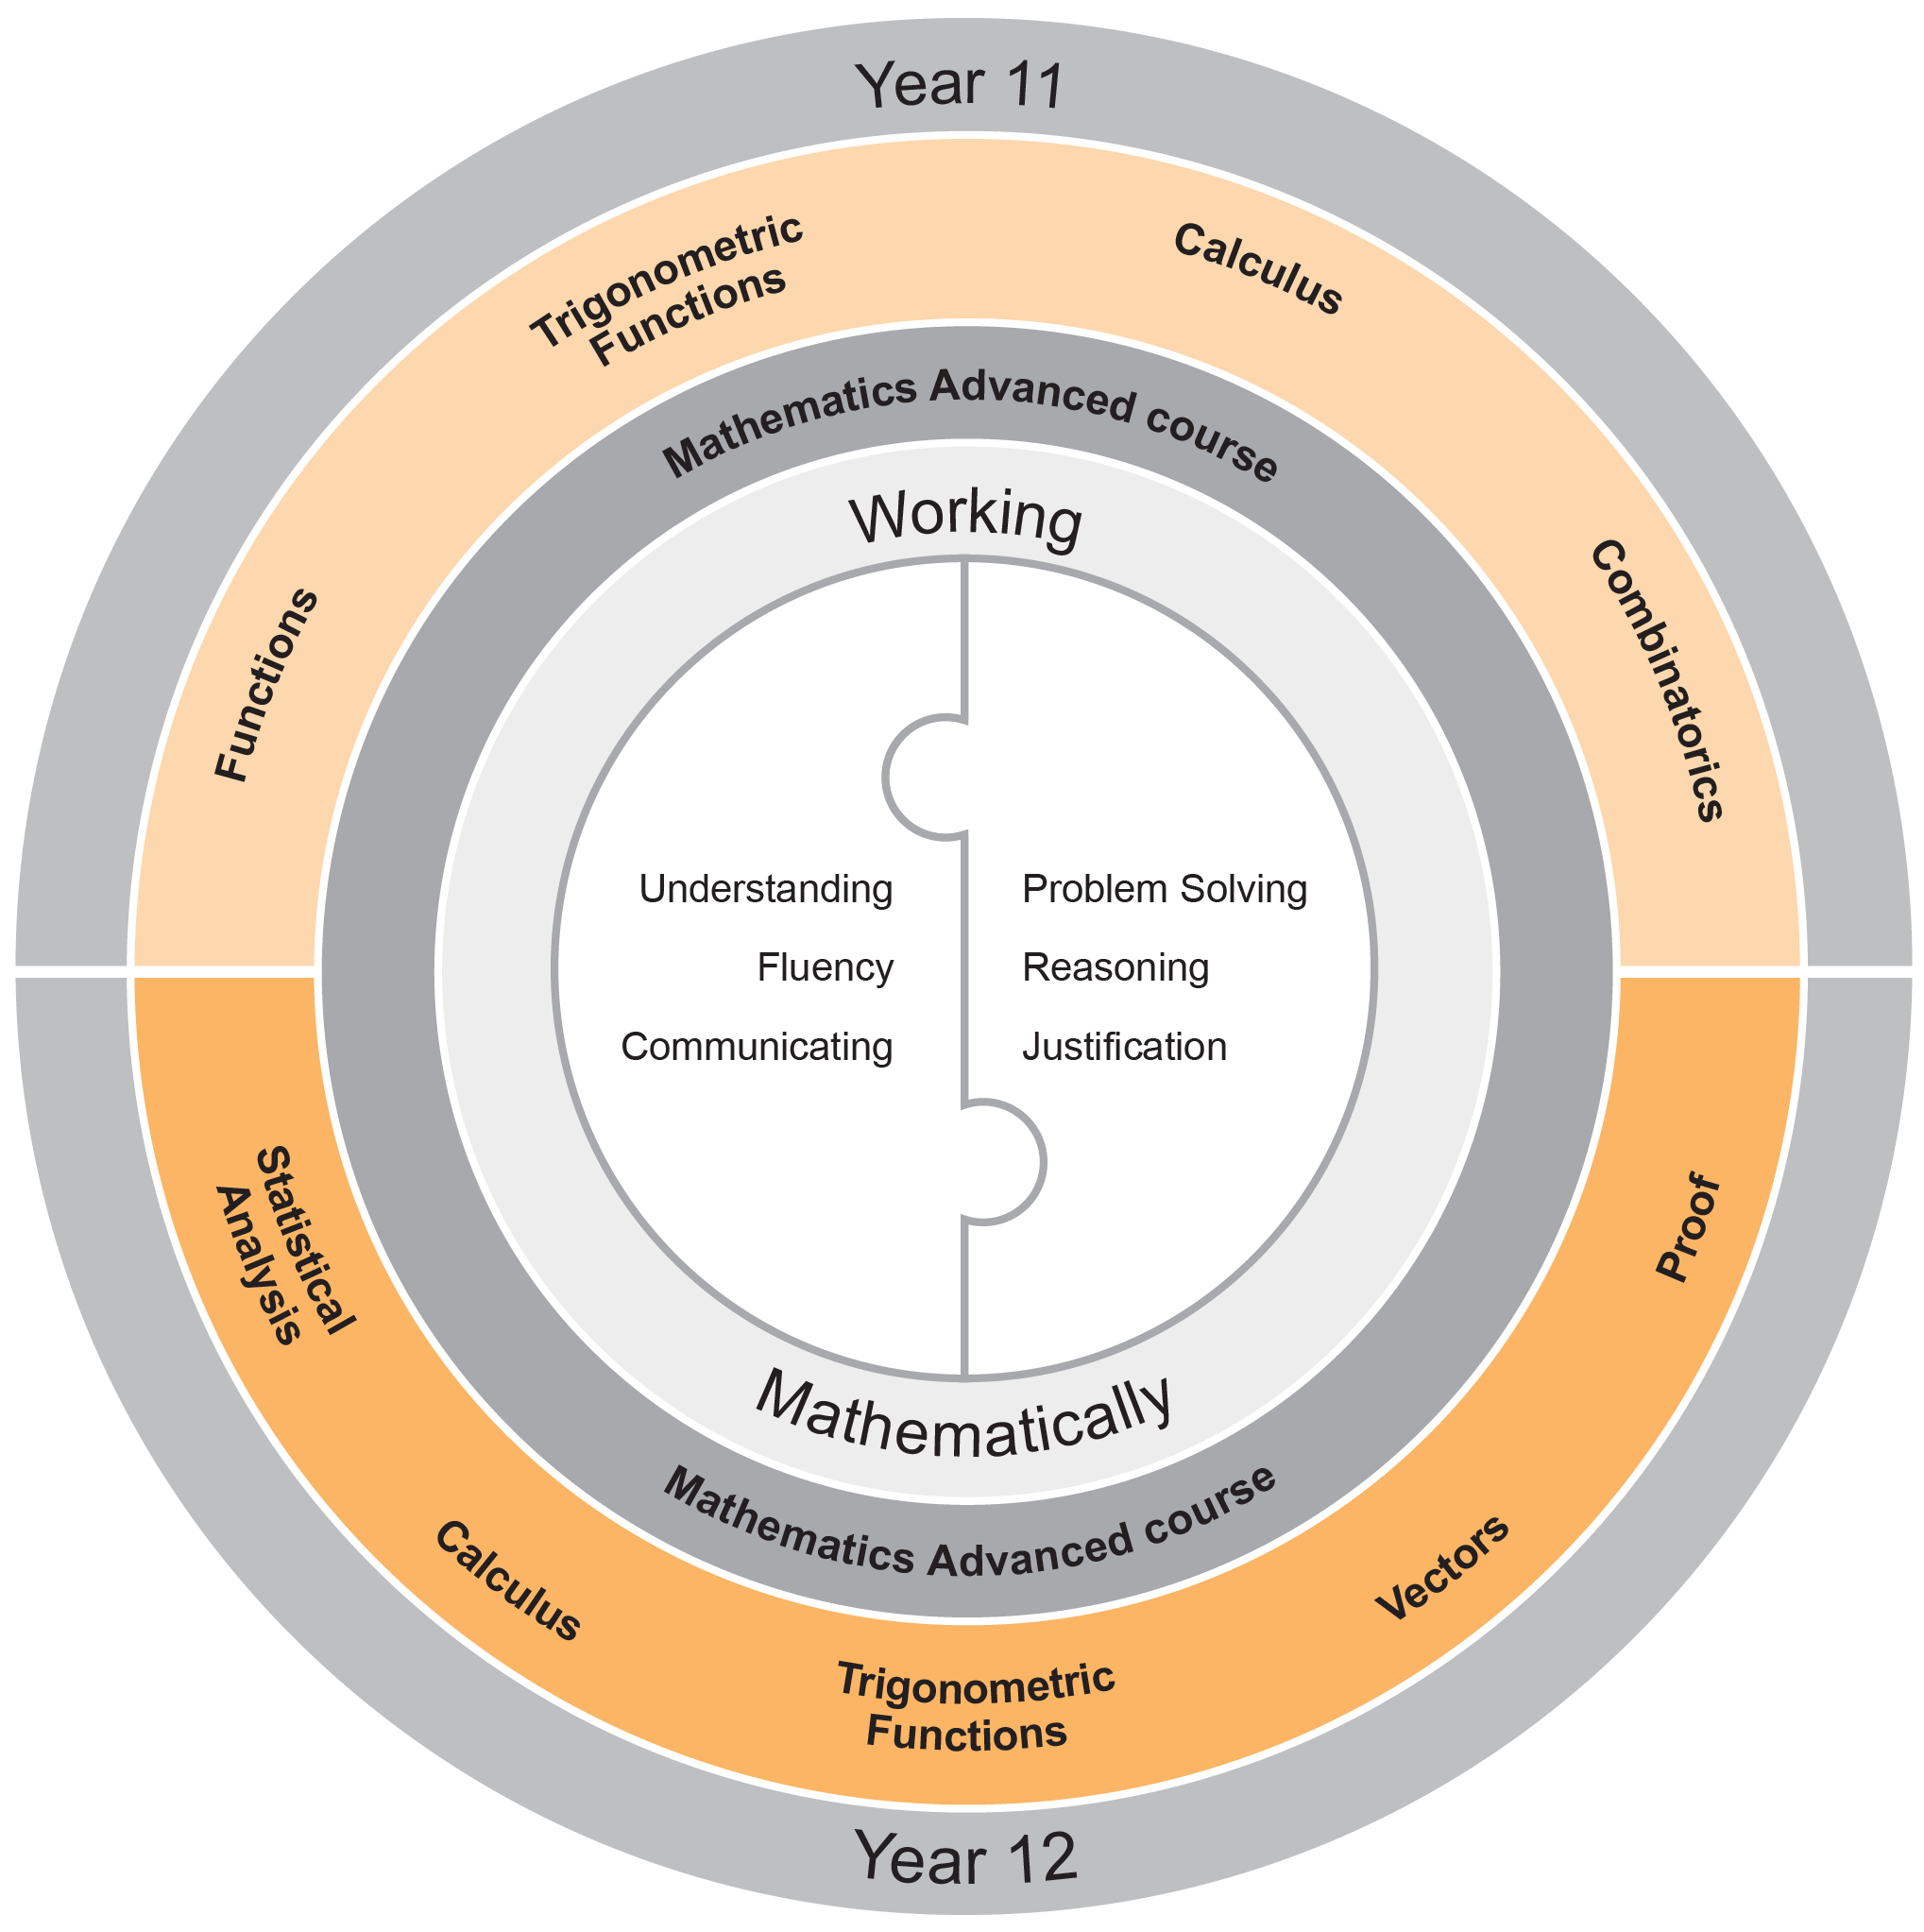 Year 11
Functions
Trigonometric
Functions
Calculus
Combinatorics
Mathematics Advanced course
Working
Understanding
Fluency
Communicating
Problem Solving
Reasoning
Justification
Mathematically
Mathematics Advanced course
Statistical
Analysis
Calculus
Trigonometric
Functions
Vectors
Proof
Year 12